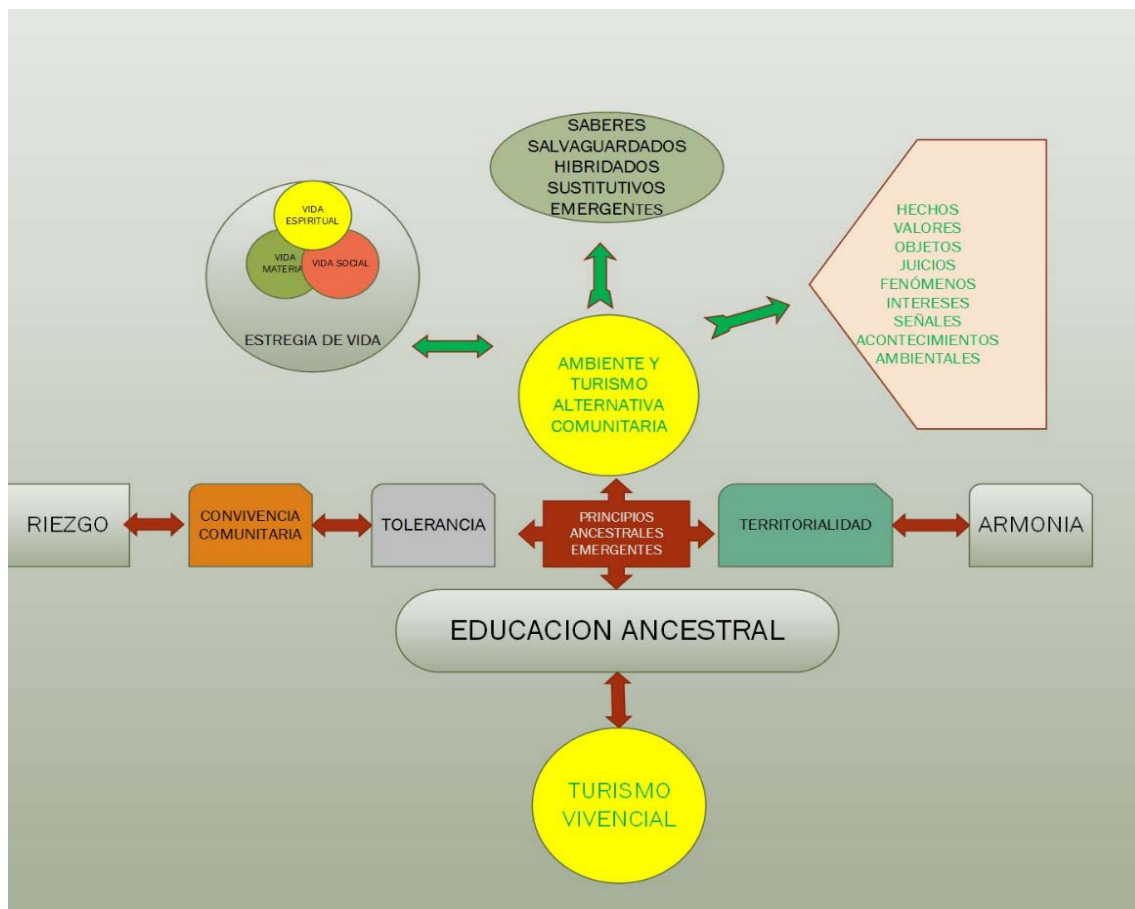 SABERES
SALVAGUARDADOS
HIBRIDADOS
SUSTITUTIVOS
EMERGENTES
VIDA
ESPIRITUAL
VIDA
MATERIA
VIDA SOCIAL
ESTREGIA DE VIDA
HECHOS
VALORES
OBJETOS
JUICIOS
FENÓMENOS
INTERESES
SEÑALES
ACONTECIMIENTOS
AMBIENTALES
AMBIENTE Y
TURISMO
ALTERNATIVA
COMUNITARIA
RIEZGO
CONVIVENCIA
COMUNITARIA
TOLERANCIA
PRINCIPIOS
ANCESTRALES
EMERGENTES
TERRITORIALIDAD
ARMONIA
EDUCACION ANCESTRAL
TURISMO
VIVENCIAL